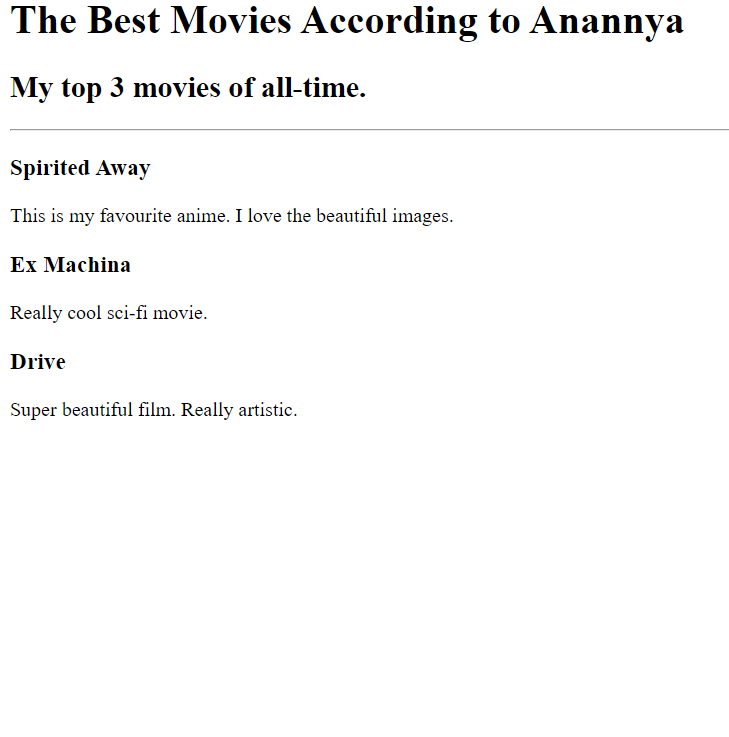 The Best Movies According to Anannya
My top 3 movies of all-time.
Spirited Away
This is my favourite anime. I love the beautiful images.
Ex Machina
Really cool sci-fi movie.
Drive
Super beautiful film. Really artistic.